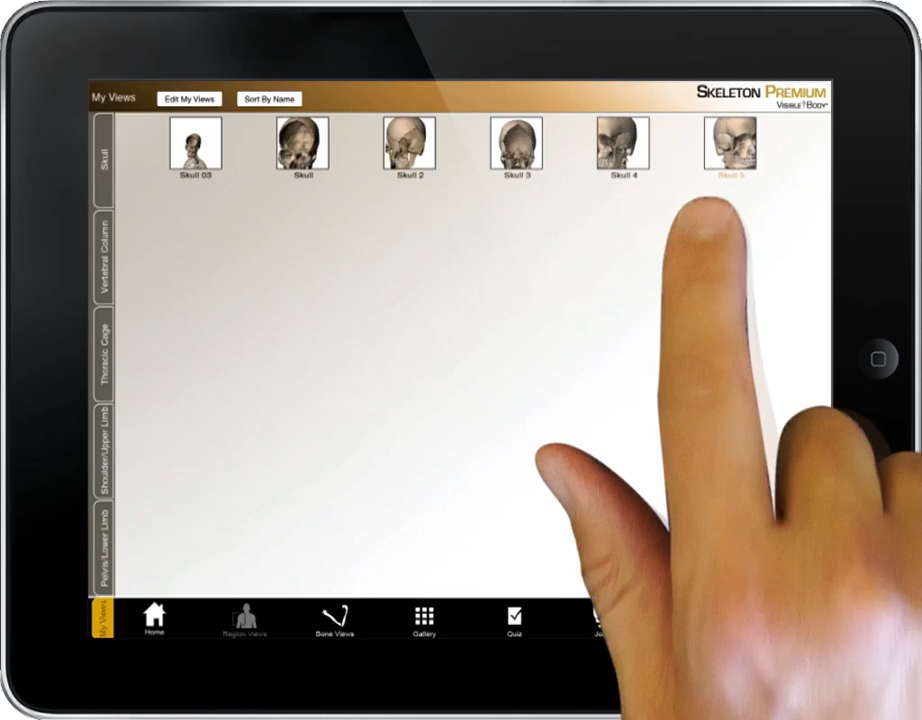 My Views
Edit My Views
Sort By Name
SKELETON PREMIUM
VISIBLE BODY
Skull 03
Skull
Skull 2
Skull 3
Skull 4
Skull 5
Skull
Vertebral Column
Thoracic Cage
Shoulder/Upper Limb
Pelvis/Lower Limb
My Views
Home
Region Views
Bone Views
Gallery
Quiz